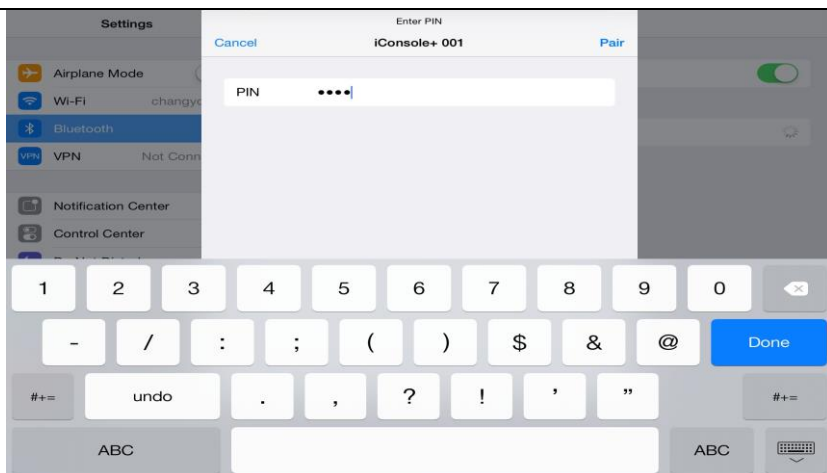 Settings
Enter PIN
Cancel iConsole+ 001 Pair
Airplane Mode
PIN ••••
Wi-Fi
Bluetooth
VPN VPN Not Conn
Notification Center
Control Center
1 2 3 4 5 6 7 8 9 0
- / : ; ( ) $ & @ Done
#+= undo . , ? ! ’ ” #+=
ABC ABC